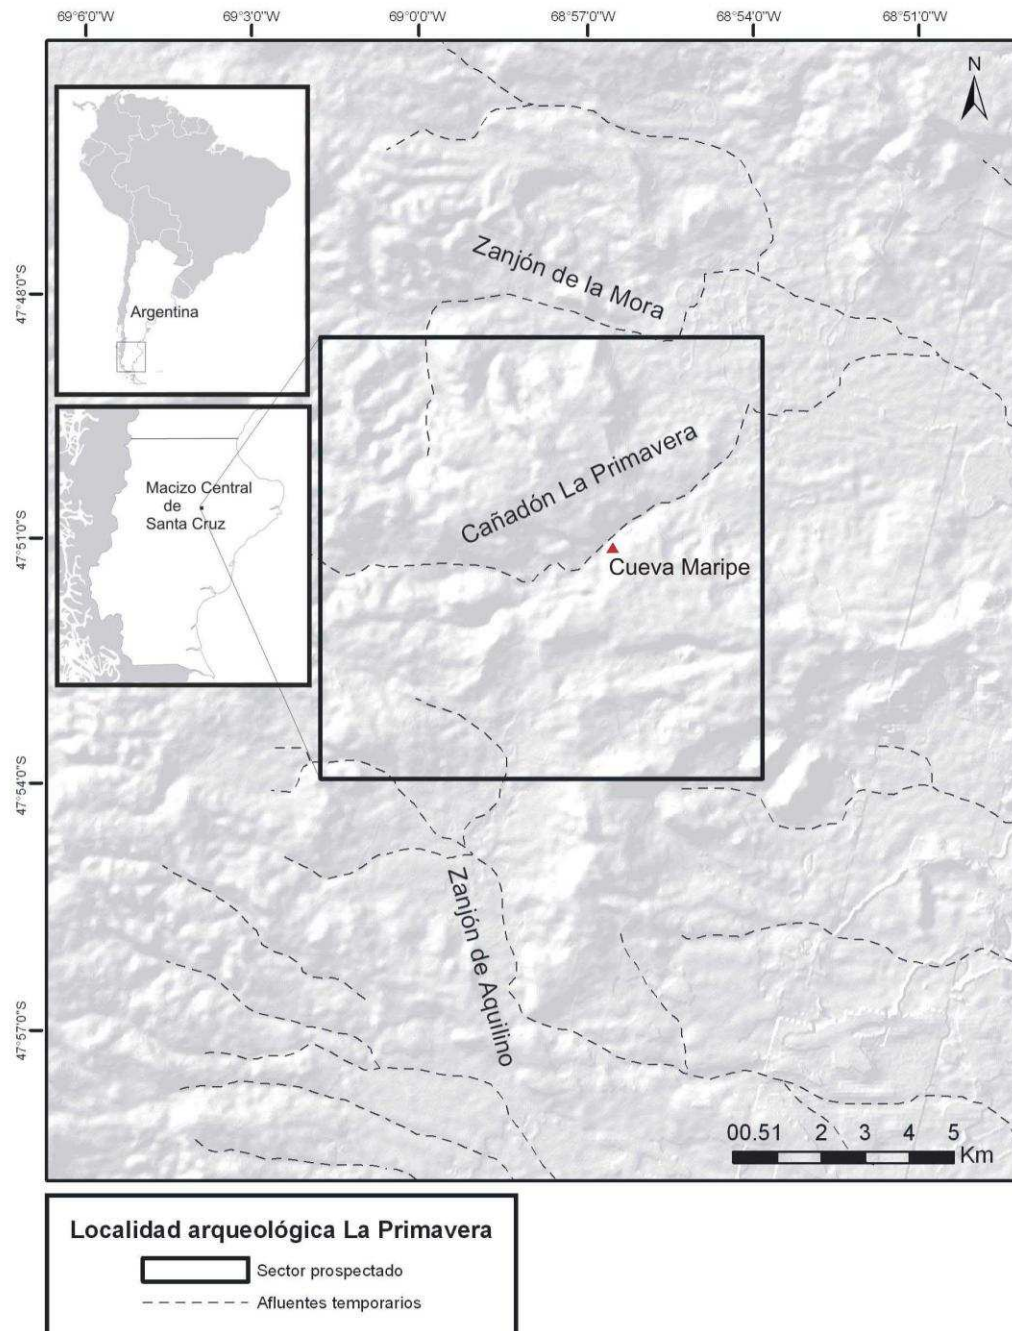 69°6'0"W 69°3'0"W 69°0'0"W 68°57'0"W 68°54'0"W 68°51'0"W
N
Argentina
Zanjón de la Mora
47°48'0"S
Macizo Central
de
Santa Cruz
Cañadón La Primavera
47°51'0"S
Cueva Maripe
47°54'0"S
Zanjón de Aquilino
47°57'0"S
00.51 2 3 4 5
Km
Localidad arqueológica La Primavera
Sector prospectado
Afluentes temporarios